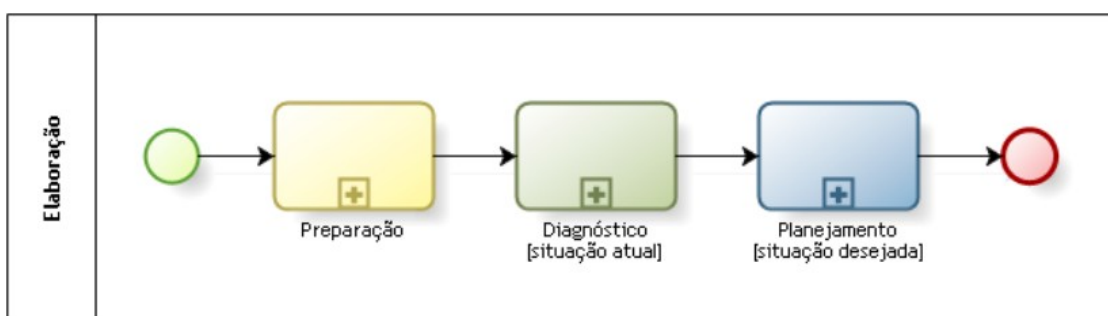 Elaboração
Preparação
Diagnóstico
[situação atual]
Planejamento
[situação desejada]